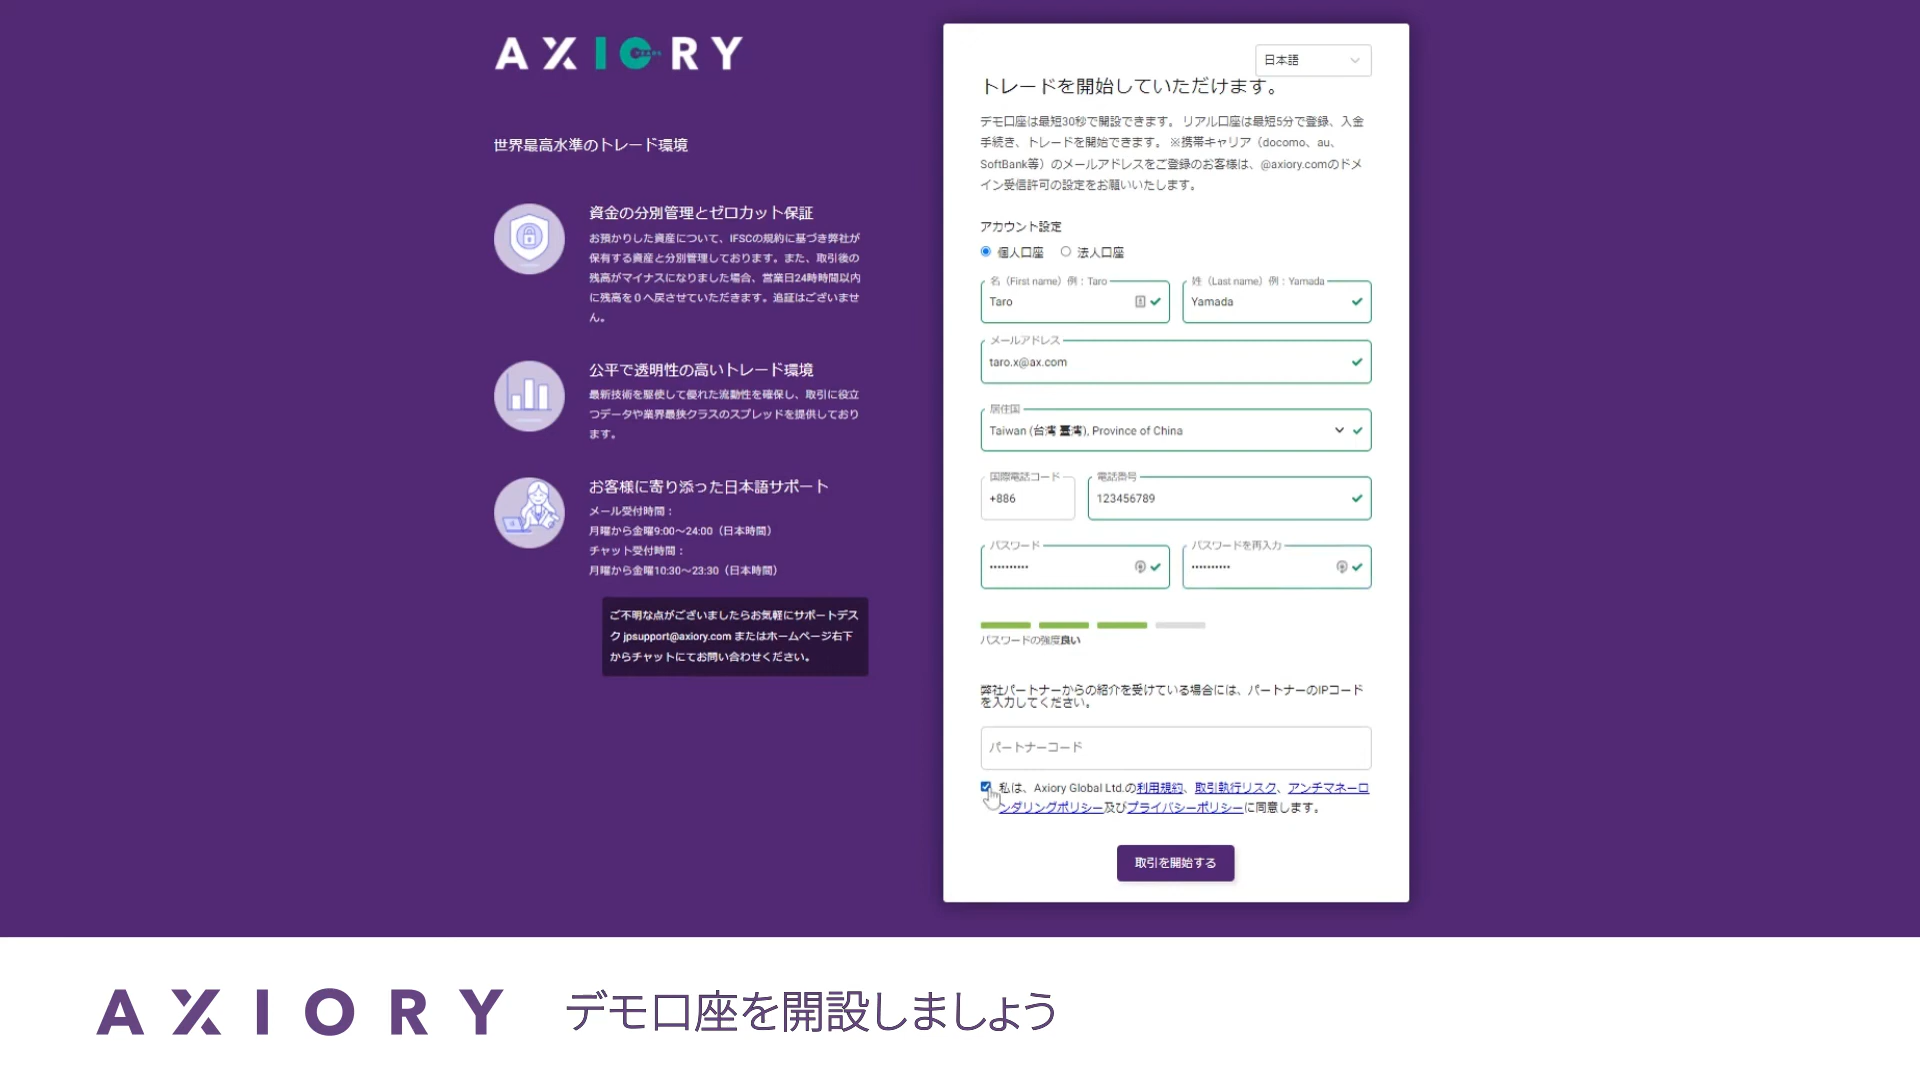 AXIORY
世界最高水準のトレード環境
資金の分別管理とゼロカット保証
お預かりした資産について、IFSCの規約に基づき弊社が
保有する資産と分別管理しております。また、取引後の
残高がマイナスになりました場合、営業日24時時間以内
に残高を０へ戻させていただきます。追証はございませ
ん。
公平で透明性の高いトレード環境
最新技術を駆使して優れた流動性を確保し、取引に役立
つデータや業界最狭クラスのスプレッドを提供しており
ます。
お客様に寄り添った日本語サポート
メール受付時間：
月曜から金曜9:00～24:00（日本時間）
チャット受付時間：
月曜から金曜10:30～23:30（日本時間）
ご不明な点がございましたらお気軽にサポートデス
ク jpsupport@axiory.com またはホームページ右下
からチャットにてお問い合わせください。
日本語
トレードを開始していただけます。
デモ口座は最短30秒で開設できます。 リアル口座は最短5分で登録、入金
手続き、トレードを開始できます。 ※携帯キャリア（docomo、au、
SoftBank等）のメールアドレスをご登録のお客様は、@axiory.comのドメ
イン受信許可の設定をお願いいたします。
アカウント設定
個人口座 法人口座
名（First name）例：Taro
Taro
姓（Last name）例：Yamada
Yamada
メールアドレス
taro.x@ax.com
居住国
Taiwan (台湾 臺灣), Province of China
国際電話コード
+886
電話番号
123456789
パスワード
••••••••••
パスワードを再入力
••••••••••
パスワードの強度良い
弊社パートナーからの紹介を受けている場合には、パートナーのIPコード
を入力してください。
パートナーコード
私は、Axiory Global Ltd.の利用規約、取引執行リスク、アンチマネーロ
ンダリングポリシー及びプライバシーポリシーに同意します。
取引を開始する
AXIORY デモ口座を開設しましょう